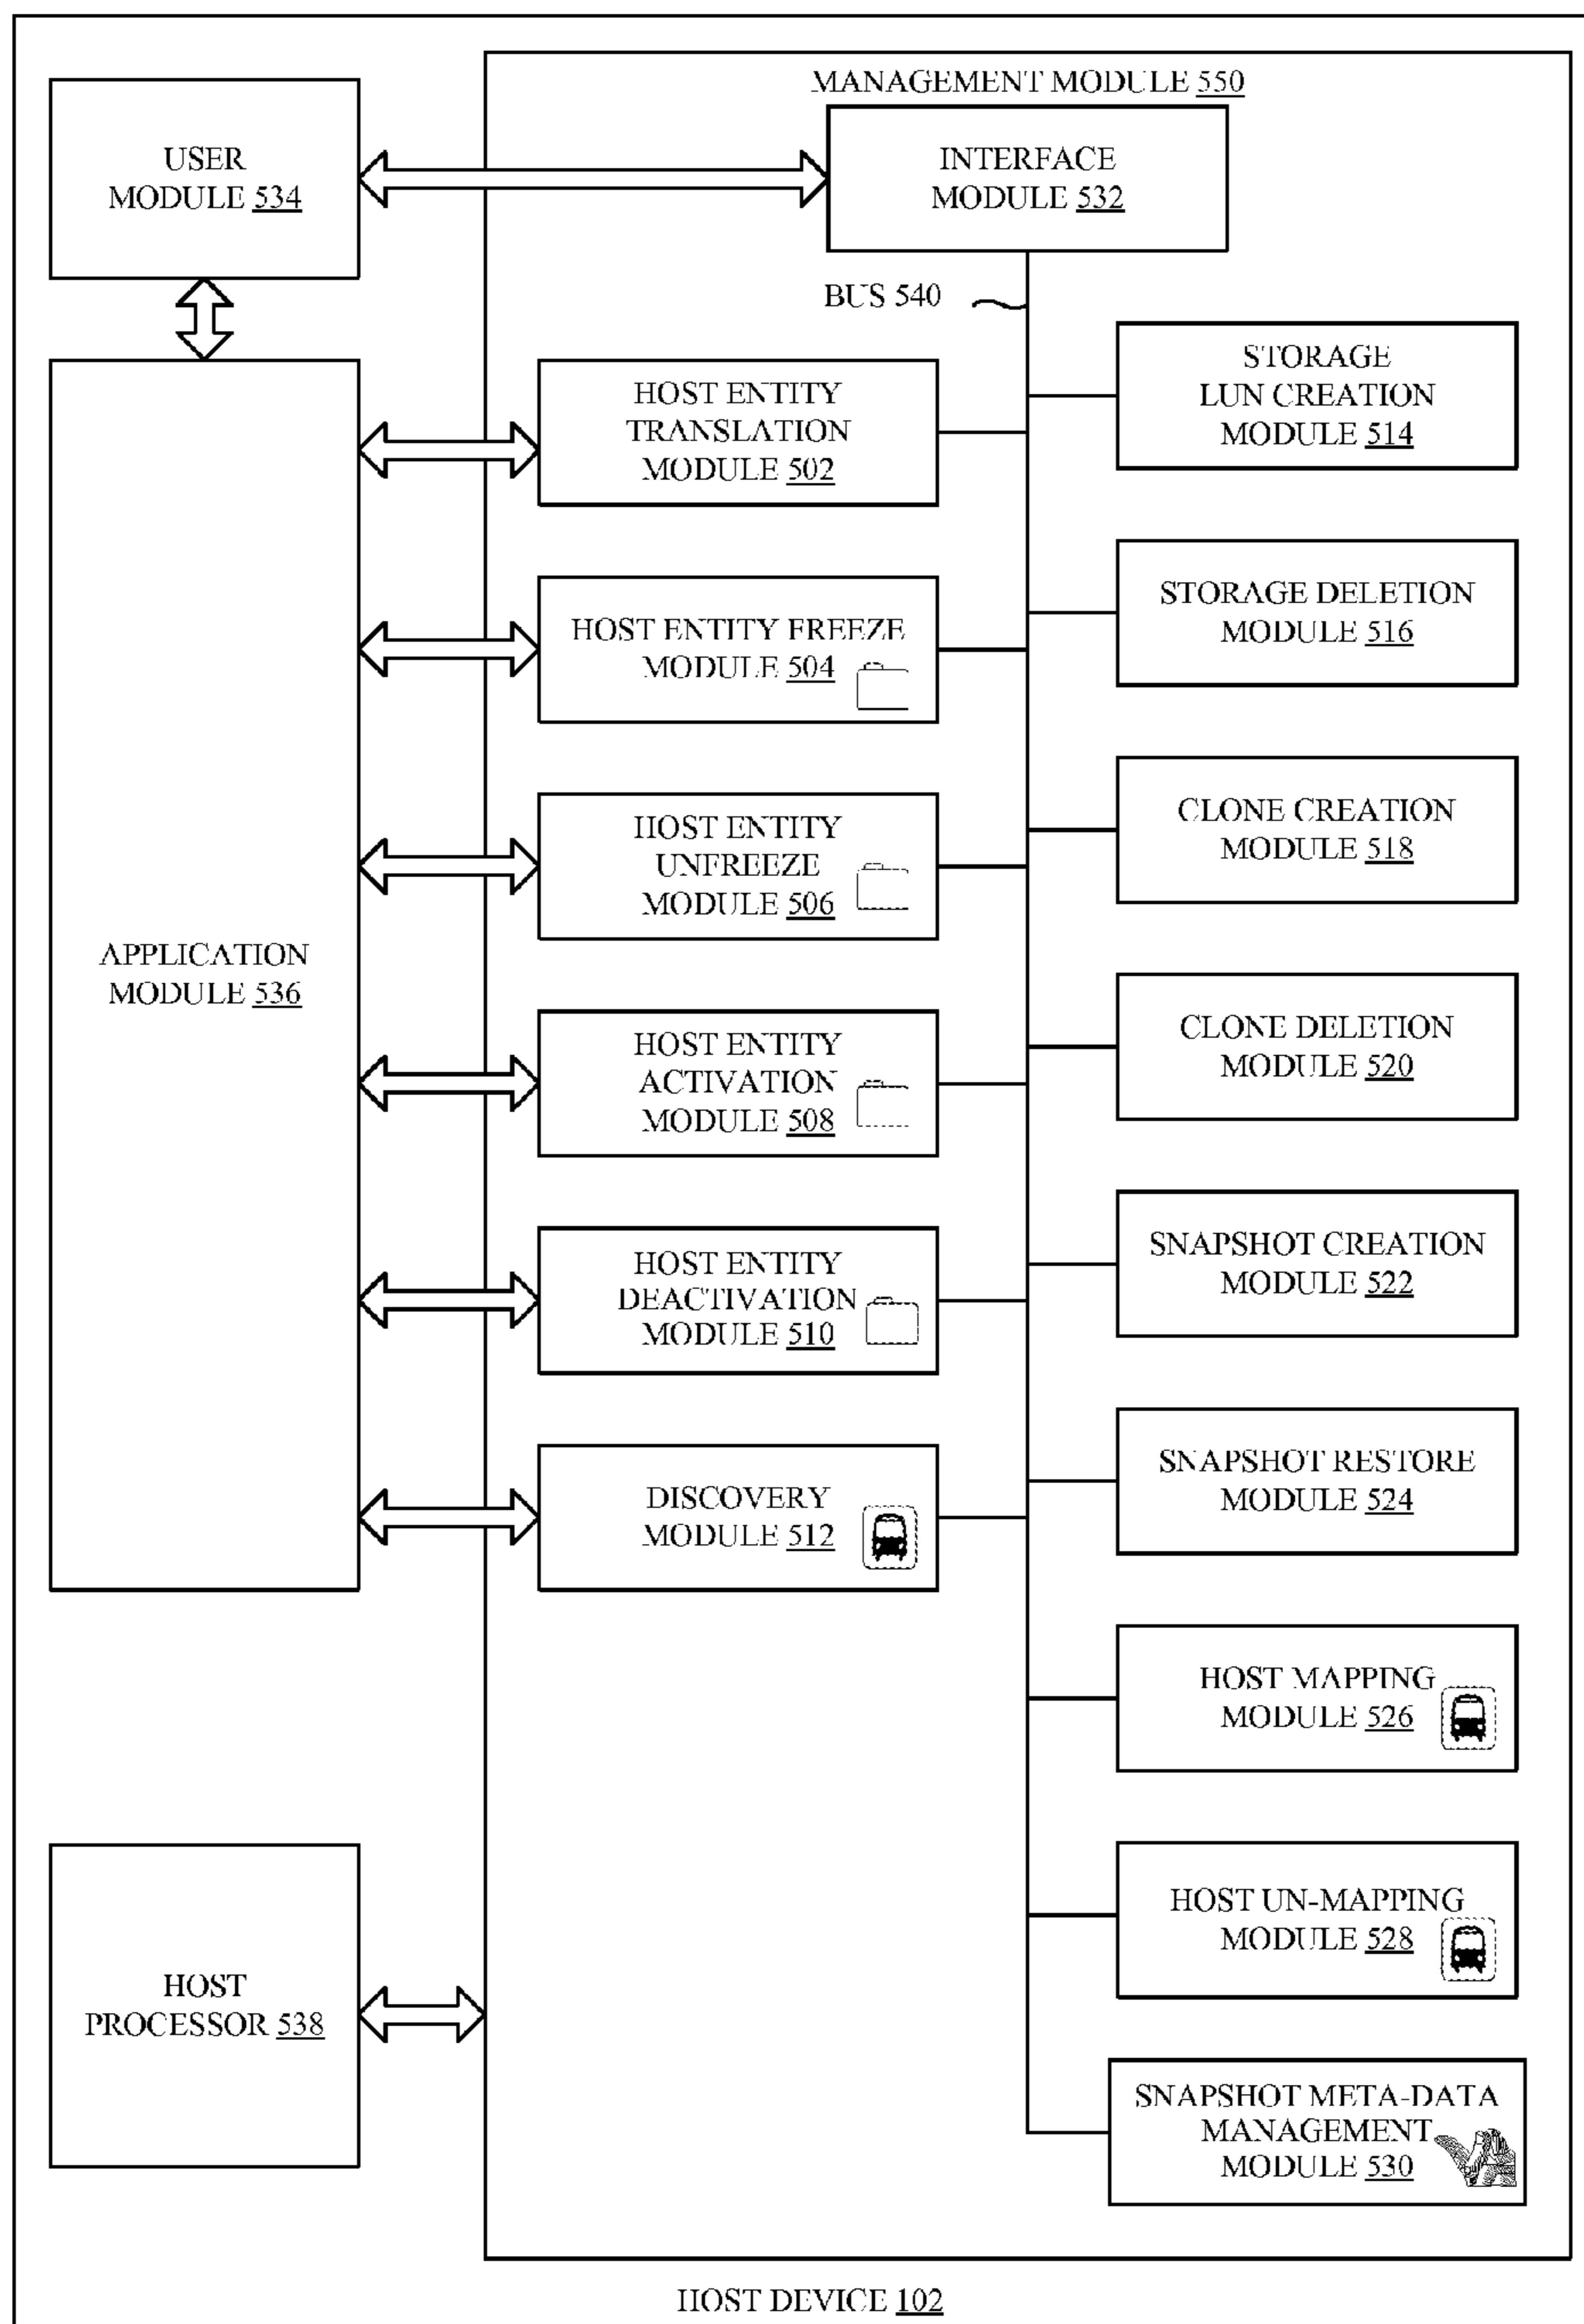 MANAGEMENT MODULE 550
USER
MODULE 534
INTERFACE
MODULE 532
BUS 540
APPLICATION
MODULE 536
HOST ENTITY
TRANSLATION
MODULE 502
HOST ENTITY FREEZE
MODULE 504
HOST ENTITY
UNFREEZE
MODULE 506
HOST ENTITY
ACTIVATION
MODULE 508
HOST ENTITY
DEACTIVATION
MODULE 510
DISCOVERY
MODULE 512
STORAGE
LUN CREATION
MODULE 514
STORAGE DELETION
MODULE 516
CLONE CREATION
MODULE 518
CLONE DELETION
MODULE 520
SNAPSHOT CREATION
MODULE 522
SNAPSHOT RESTORE
MODULE 524
HOST MAPPING
MODULE 526
HOST UN-MAPPING
MODULE 528
SNAPSHOT META-DATA
MANAGEMENT
MODULE 530
HOST
PROCESSOR 538
HOST DEVICE 102